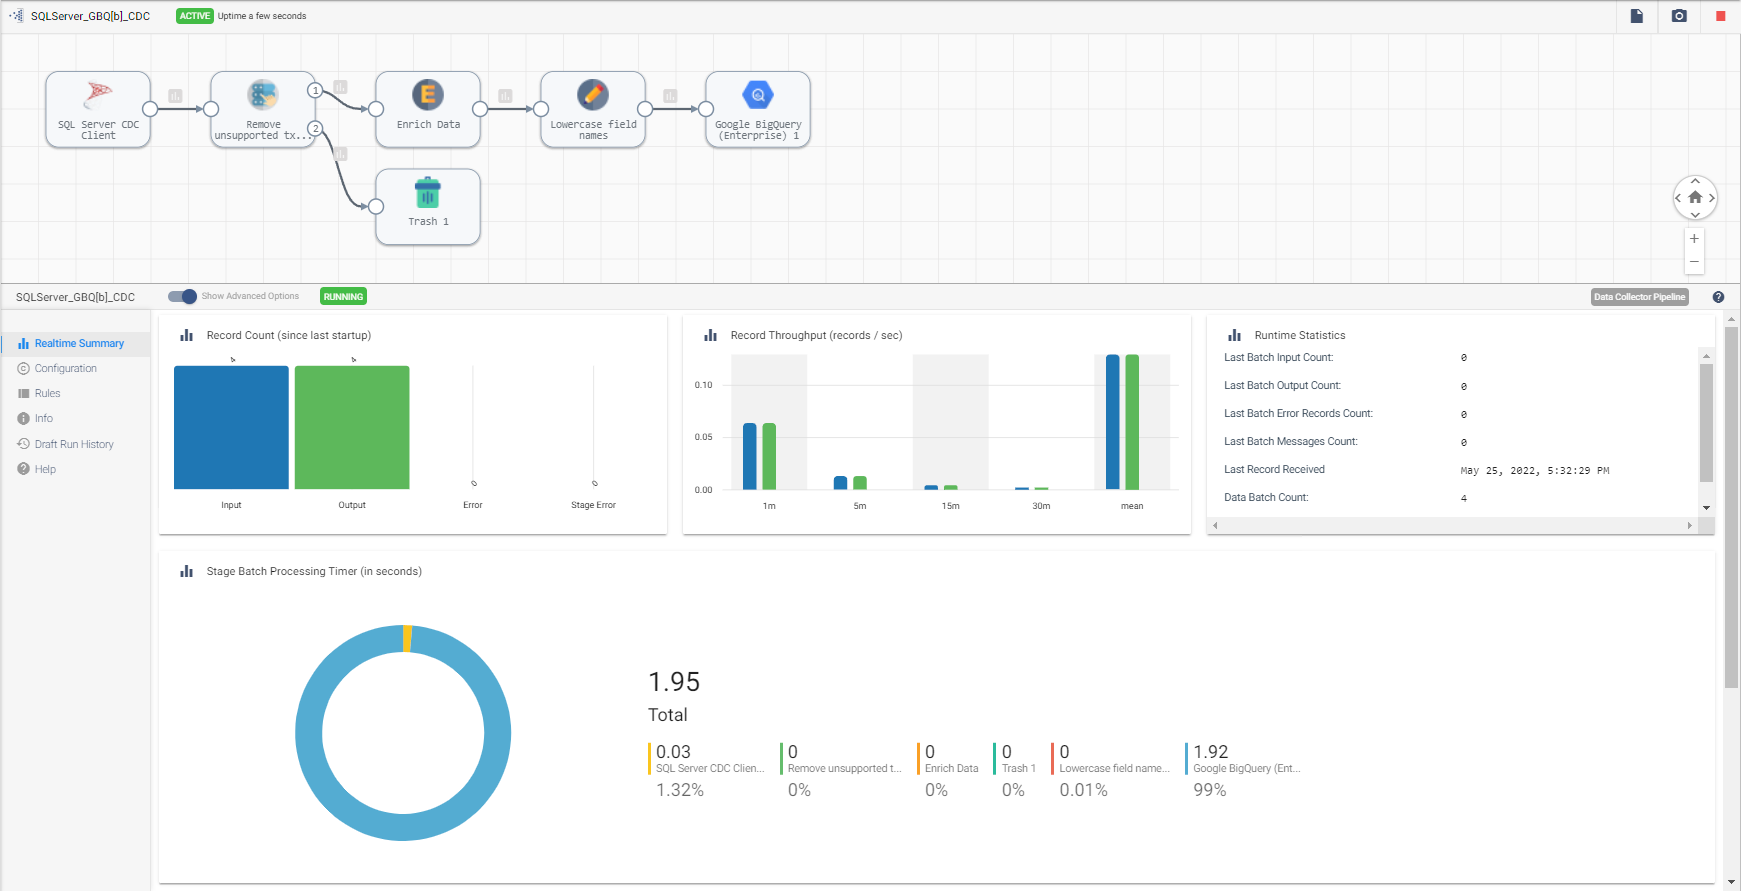 SQLServer_GBQ[b]_CDC
ACTIVE Uptime a few seconds
SQL Server CDC
Client
Remove
unsupported tx...
1
2
Enrich Data
Lowercase field
names
Google BigQuery
(Enterprise) 1
Trash 1
SQLServer_GBQ[b]_CDC
Show Advanced Options
RUNNING
Data Collector Pipeline
Realtime Summary
Configuration
Rules
Info
Draft Run History
Help
Record Count (since last startup)
4
4
0
0
Input
Output
Error
Stage Error
Record Throughput (records / sec)
0.10
0.05
0.00
1m
5m
15m
30m
mean
Runtime Statistics
Last Batch Input Count: 0
Last Batch Output Count: 0
Last Batch Error Records Count: 0
Last Batch Messages Count: 0
Last Record Received May 25, 2022, 5:32:29 PM
Data Batch Count: 4
Stage Batch Processing Timer (in seconds)
1.95
Total
0.03
SQL Server CDC Clien...
1.32%
0
Remove unsupported t...
0%
0
Enrich Data
0%
0
Trash 1
0%
0
Lowercase field name...
0.01%
1.92
Google BigQuery (Ent...
99%